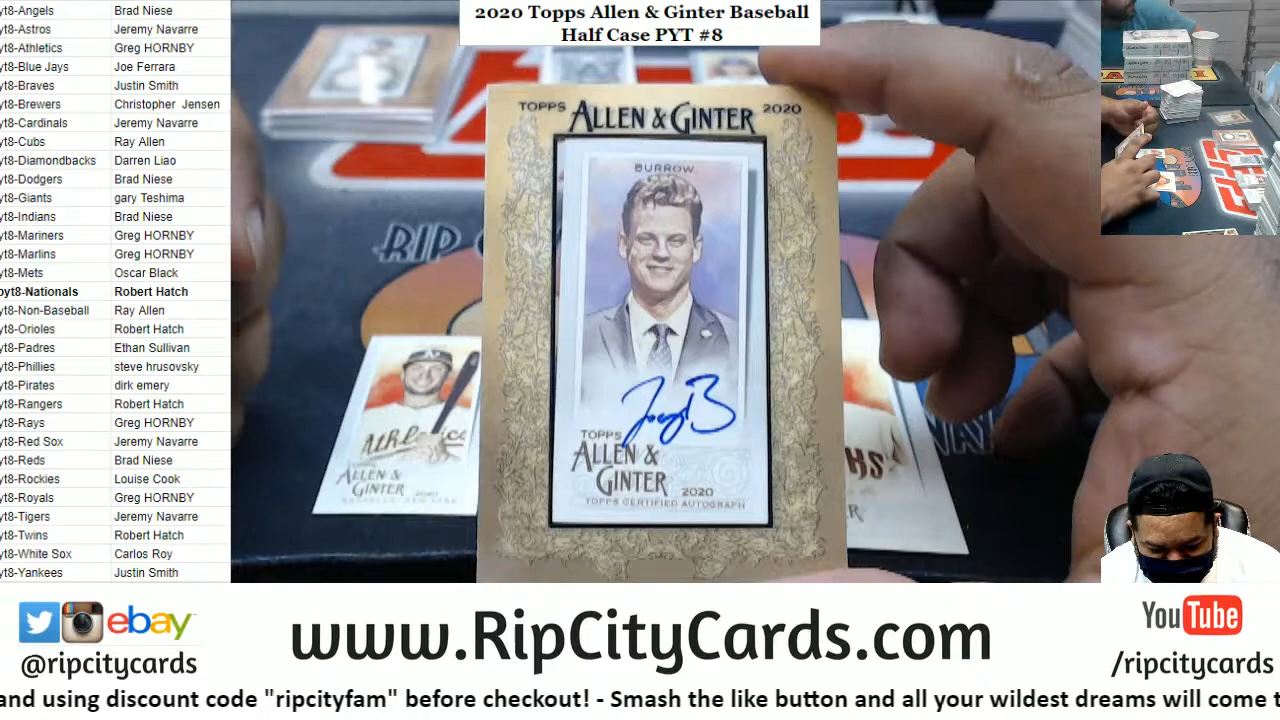 2020 Topps Allen & Ginter Baseball
Half Case PYT #8
yt8-Angels Brad Niese
yt8-Astros Jeremy Navarre
yt8-Athletics Greg HORNBY
yt8-Blue Jays Joe Ferrara
yt8-Braves Justin Smith
yt8-Brewers Christopher Jensen
yt8-Cardinals Jeremy Navarre
yt8-Cubs Ray Allen
yt8-Diamondbacks Darren Liao
yt8-Dodgers Brad Niese
yt8-Giants gary Teshima
yt8-Indians Brad Niese
yt8-Mariners Greg HORNBY
yt8-Marlins Greg HORNBY
yt8-Mets Oscar Black
pyt8-Nationals Robert Hatch
yt8-Non-Baseball Ray Allen
yt8-Orioles Robert Hatch
yt8-Padres Ethan Sullivan
yt8-Phillies steve hrusovsky
yt8-Pirates dirk emery
yt8-Rangers Robert Hatch
yt8-Rays Greg HORNBY
yt8-Red Sox Jeremy Navarre
yt8-Reds Brad Niese
yt8-Rockies Louise Cook
yt8-Royals Greg HORNBY
yt8-Tigers Jeremy Navarre
yt8-Twins Robert Hatch
yt8-White Sox Carlos Roy
yt8-Yankees Justin Smith
TOPPS ALLEN & GINTER 2020
BURROW
TOPPS
ALLEN &
GINTER 2020
TOPPS CERTIFIED AUTOGRAPH
RIP
ALLEN &
GINTER 2020
ebay
@ripcitycards
www.RipCityCards.com
YouTube
/ripcitycards
and using discount code "ripcityfam" before checkout! - Smash the like button and all your wildest dreams will come t